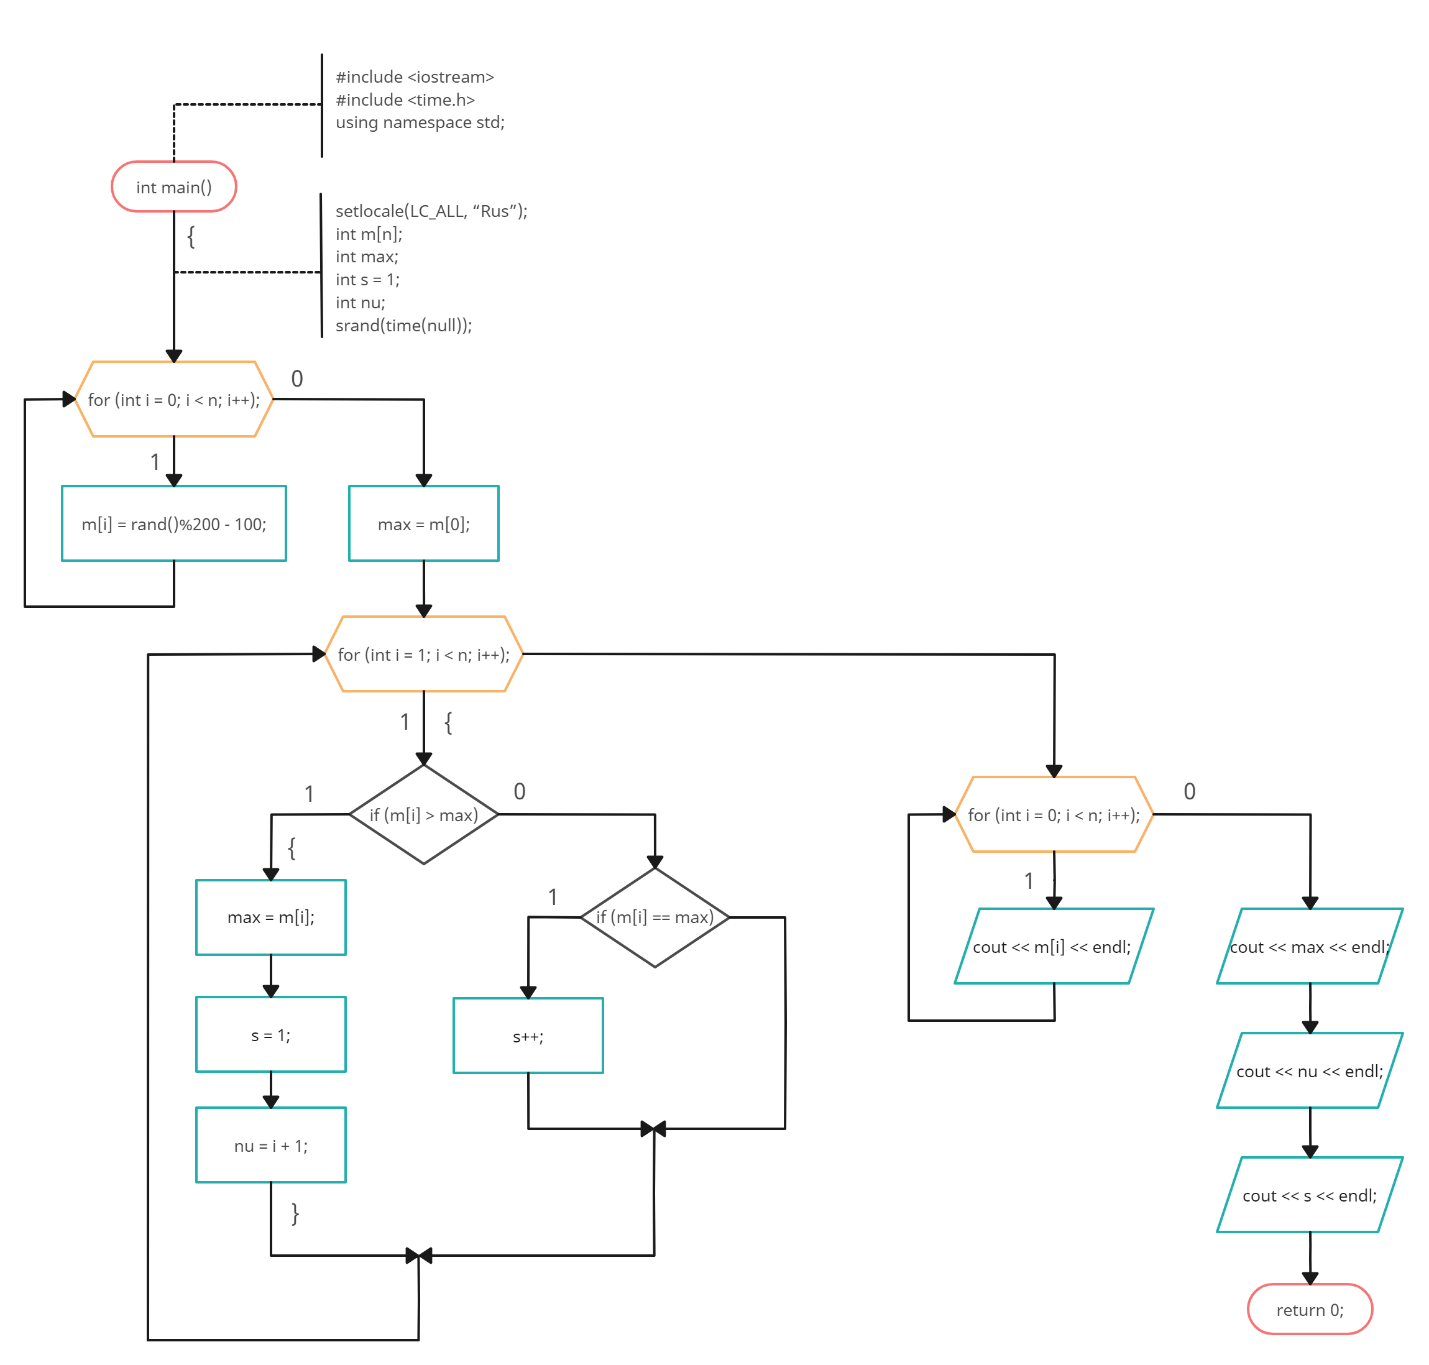 #include <iostream>
#include <time.h>
using namespace std;
int main()
{
setlocale(LC_ALL, “Rus”);
int m[n];
int max;
int s = 1;
int nu;
srand(time(null));
for (int i = 0; i < n; i++);
0
1
m[i] = rand()%200 - 100;
max = m[0];
for (int i = 1; i < n; i++);
1 {
if (m[i] > max)
1
0
{
max = m[i];
s = 1;
nu = i + 1;
}
if (m[i] == max)
1
s++;
for (int i = 0; i < n; i++);
0
1
cout << m[i] << endl;
cout << max << endl;
cout << nu << endl;
cout << s << endl;
return 0;